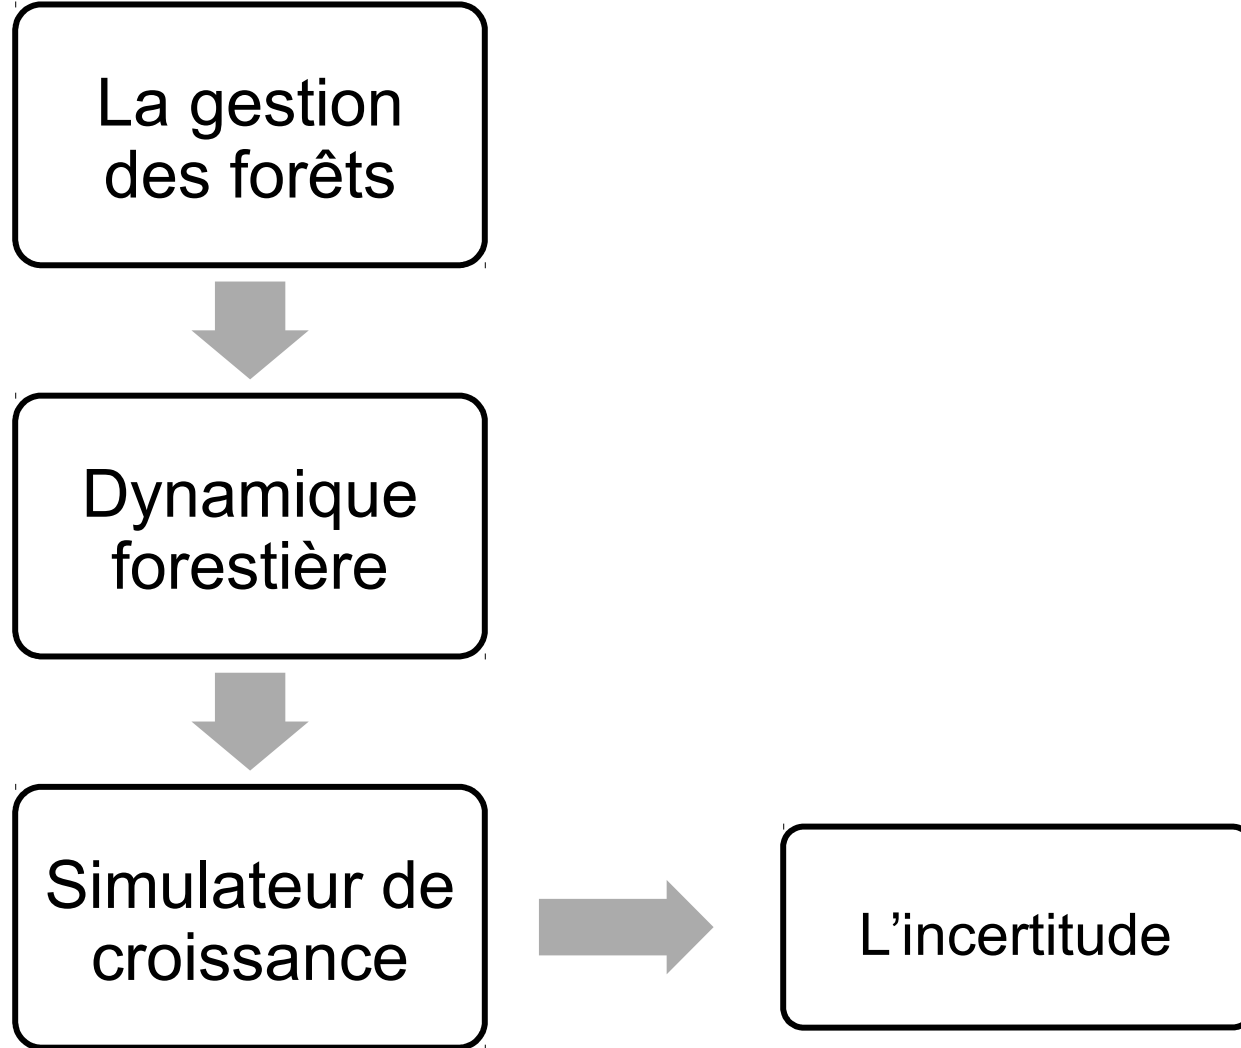 La gestion
des forêts
Dynamique
forestière
Simulateur de
croissance
L’incertitude